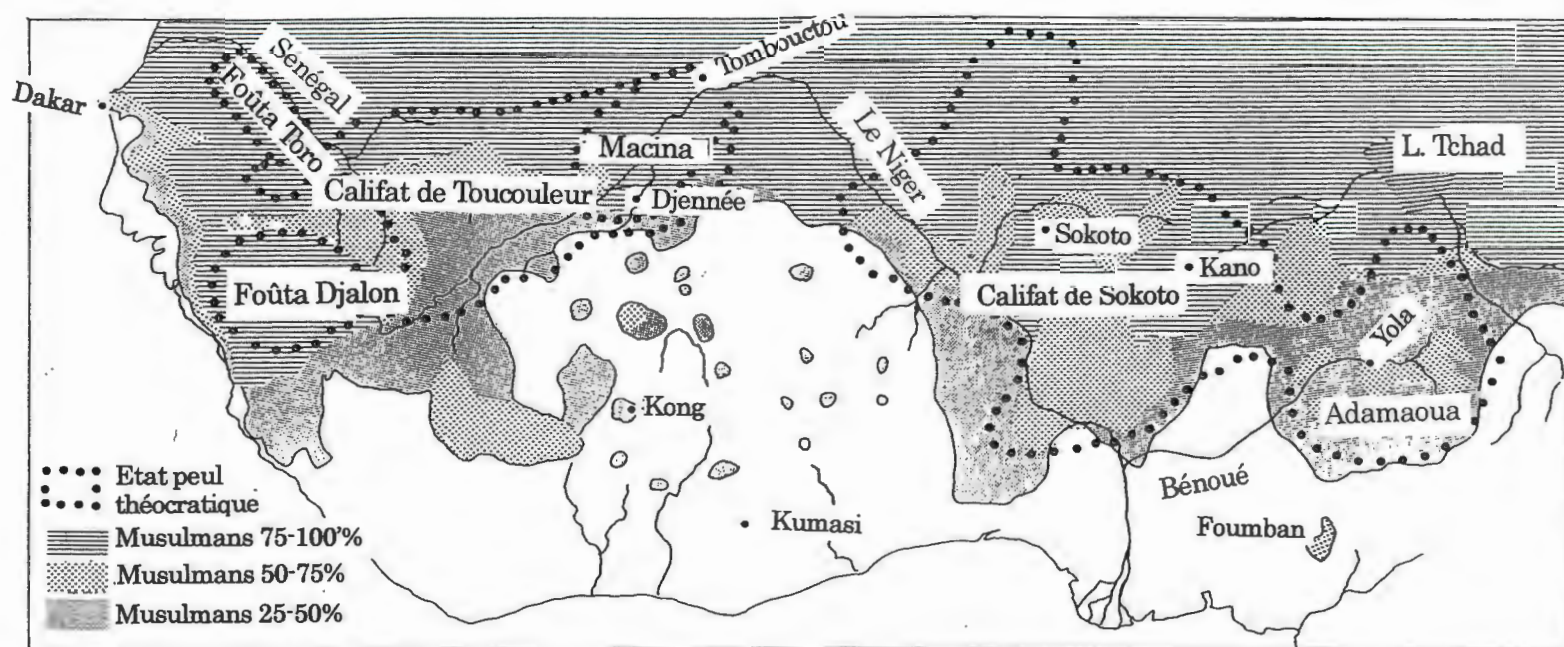 Dakar
Sénégal
Foûta Toro
Tombouctou
Macina
Le Niger
L. Tchad
Califat de Toucouleur
Djennée
Sokoto
Kano
Foûta Djalon
Califat de Sokoto
Yola
Kong
Adamaoua
Bénoué
Kumasi
Foumban
Etat peul
théocratique
Musulmans 75-100'%
Musulmans 50-75%
Musulmans 25-50%